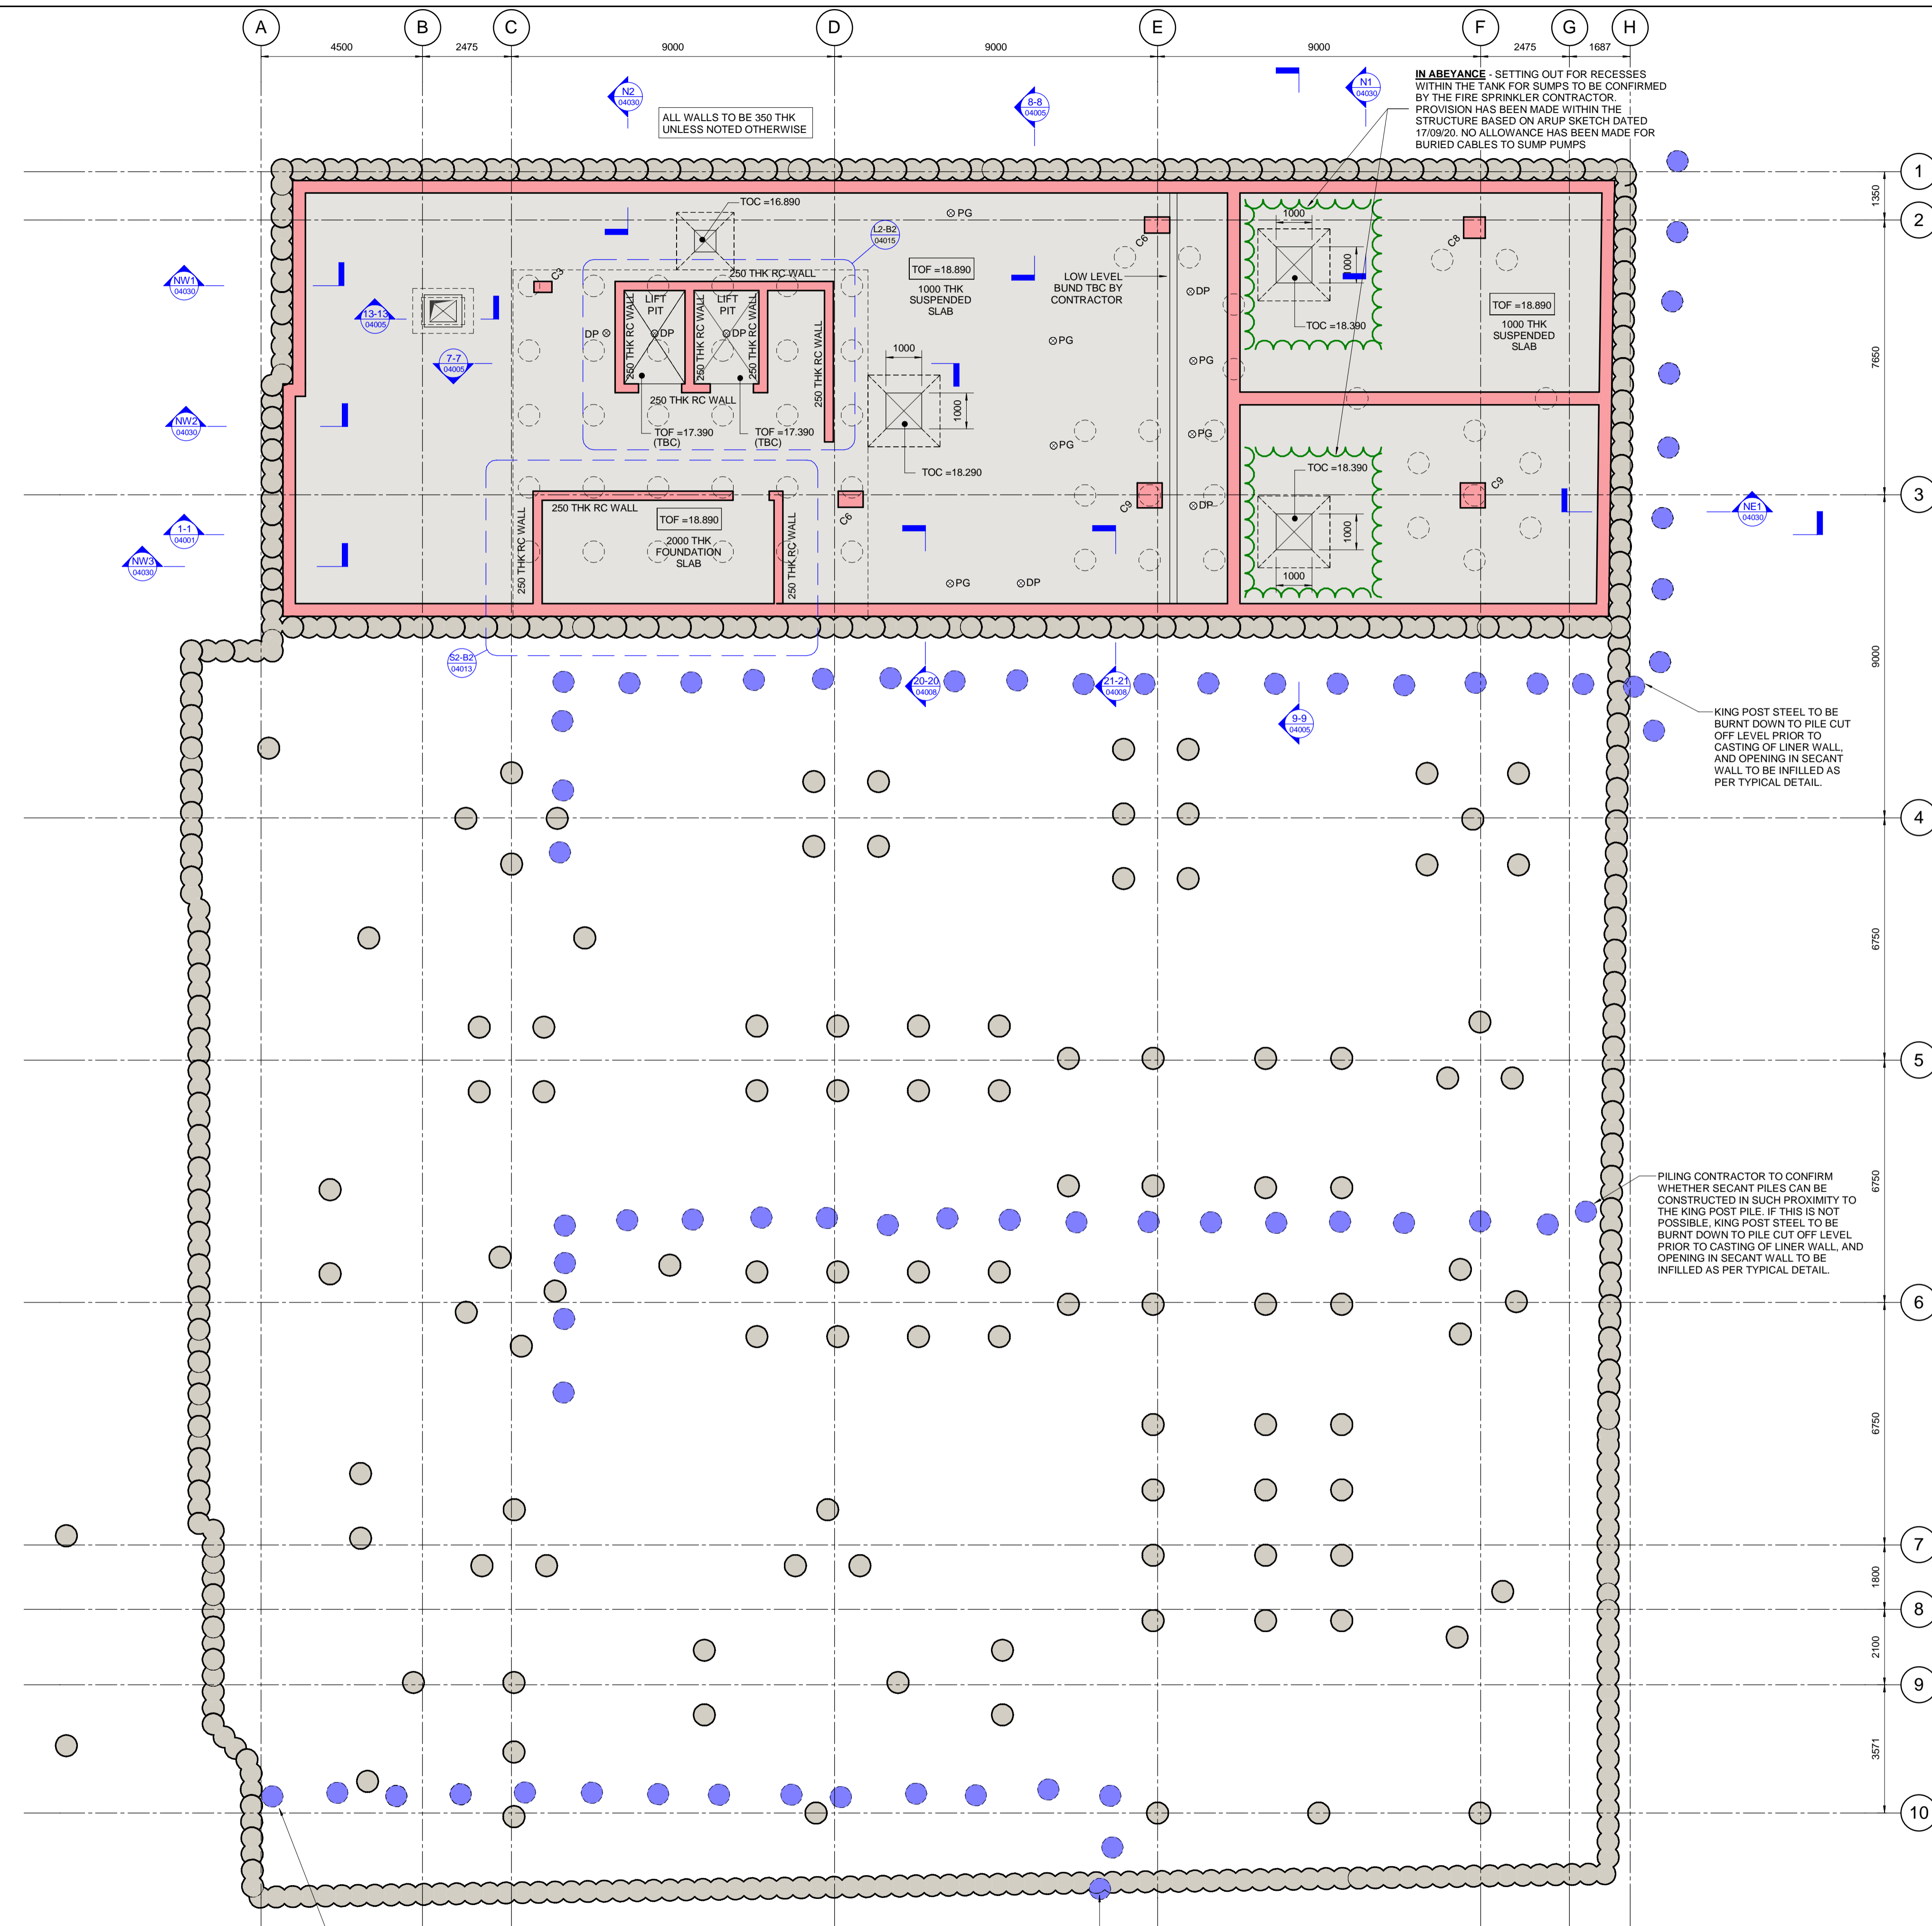 A
B
C
D
E
F
G
H
4500
2475
9000
9000
9000
2475
1687
N2
04030
ALL WALLS TO BE 350 THK
UNLESS NOTED OTHERWISE
8-8
04005
N1
04030
IN ABEYANCE - SETTING OUT FOR RECESSES
WITHIN THE TANK FOR SUMPS TO BE CONFIRMED
BY THE FIRE SPRINKLER CONTRACTOR.
PROVISION HAS BEEN MADE WITHIN THE
STRUCTURE BASED ON ARUP SKETCH DATED
17/09/20. NO ALLOWANCE HAS BEEN MADE FOR
BURIED CABLES TO SUMP PUMPS
1
1350
2
7650
3
9000
4
6750
5
6750
6
6750
7
1800
8
2100
9
3571
10
TOC =16.890
PG
L2-B2
04015
C6
1000
1000
C8
NW1
04030
13-13
04005
7-7
04005
C3
250 THK RC WALL
TOF =18.890
1000 THK
SUSPENDED
SLAB
LOW LEVEL
BUND TBC BY
CONTRACTOR
DP
TOC =18.390
TOF =18.890
1000 THK
SUSPENDED
SLAB
LIFT
PIT
LIFT
PIT
DP
DP
DP
250 THK RC WALL
250 THK RC WALL
250 THK RC WALL
250 THK RC WALL
250 THK RC WALL
PG
PG
1000
1000
NW2
04030
TOF =17.390
(TBC)
TOF =17.390
(TBC)
PG
PG
TOC =18.290
TOC =18.390
C6
C9
C9
DP
1000
1000
NE1
04030
1-1
04001
NW3
04030
250 THK RC WALL
TOF =18.890
2000 THK
FOUNDATION
SLAB
250 THK RC WALL
250 THK RC WALL
PG
DP
S2-B2
04013
20-20
04008
21-21
04008
9-9
04005
KING POST STEEL TO BE
BURNT DOWN TO PILE CUT
OFF LEVEL PRIOR TO
CASTING OF LINER WALL,
AND OPENING IN SECANT
WALL TO BE INFILLED AS
PER TYPICAL DETAIL.
PILING CONTRACTOR TO CONFIRM
WHETHER SECANT PILES CAN BE
CONSTRUCTED IN SUCH PROXIMITY TO
THE KING POST PILE. IF THIS IS NOT
POSSIBLE, KING POST STEEL TO BE
BURNT DOWN TO PILE CUT OFF LEVEL
PRIOR TO CASTING OF LINER WALL, AND
OPENING IN SECANT WALL TO BE
INFILLED AS PER TYPICAL DETAIL.